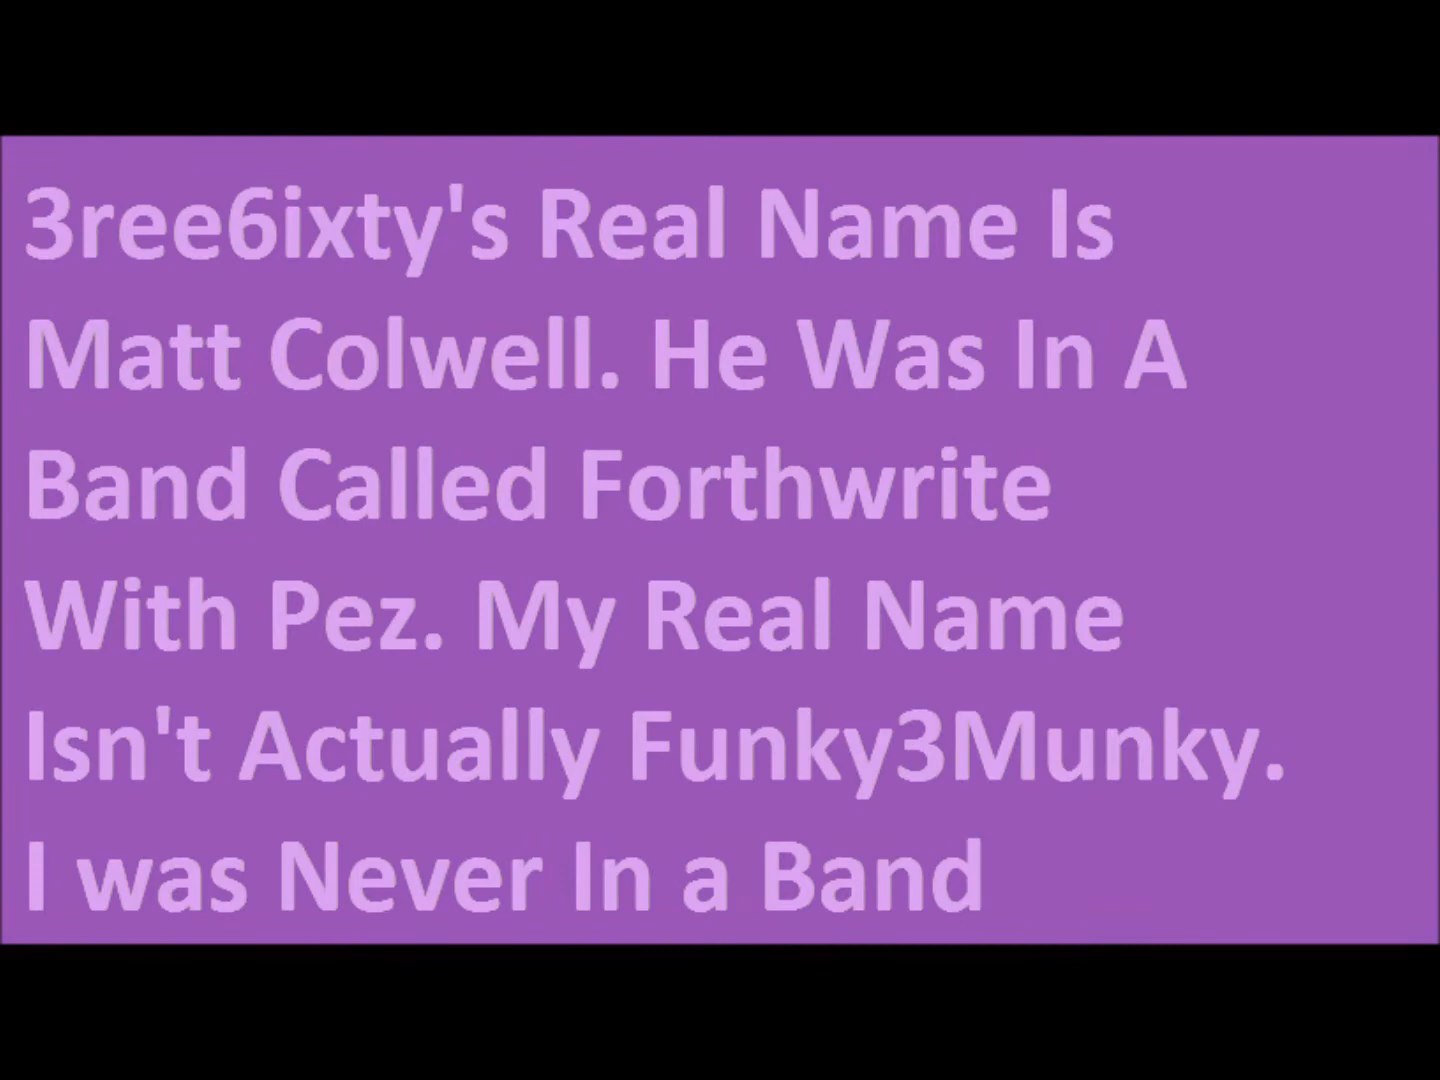 3ree6ixty's Real Name Is
Matt Colwell. He Was In A
Band Called Forthwrite
With Pez. My Real Name
Isn't Actually Funky3Munky.
I was Never In a Band